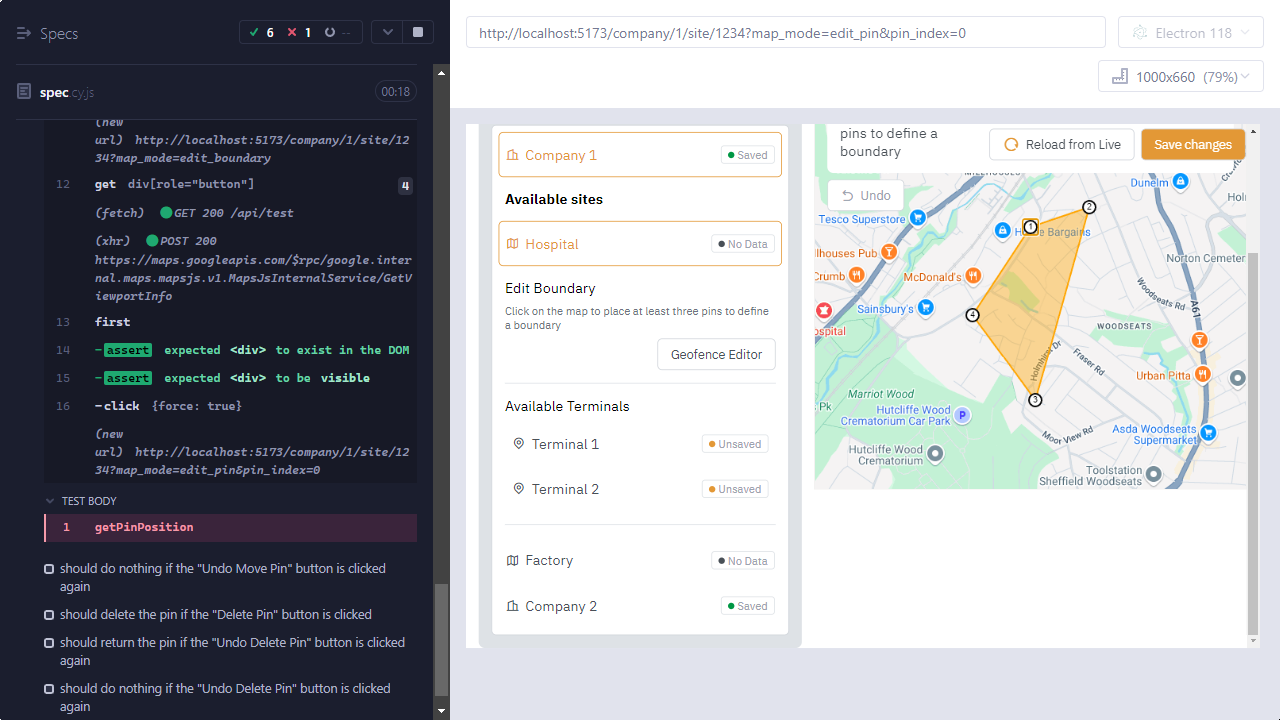 Specs
6
1
--
spec.cy.js
00:18
(new
url) http://localhost:5173/company/1/site/12
34?map_mode=edit_boundary
12 get div[role="button"] 4
(fetch) GET 200 /api/test
(xhr) POST 200
https://maps.googleapis.com/$rpc/google.inter
nal.maps.mapsjs.v1.MapsJsInternalService/GetV
iewportInfo
13 first
14 -assert expected <div> to exist in the DOM
15 -assert expected <div> to be visible
16 -click {force: true}
(new
url) http://localhost:5173/company/1/site/12
34?map_mode=edit_pin&pin_index=0
TEST BODY
1 getPinPosition
should do nothing if the "Undo Move Pin" button is clicked
again
should delete the pin if the "Delete Pin" button is clicked
should return the pin if the "Undo Delete Pin" button is clicked
again
should do nothing if the "Undo Delete Pin" button is clicked
again
http://localhost:5173/company/1/site/1234?map_mode=edit_pin&pin_index=0
Electron 118
1000x660 (79%)
Company 1
Saved
Available sites
Hospital
No Data
Edit Boundary
Click on the map to place at least three pins to define
a boundary
Geofence Editor
Available Terminals
Terminal 1
Unsaved
Terminal 2
Unsaved
Factory
No Data
Company 2
Saved
pins to define a
boundary
Reload from Live
Save changes
Undo
Dunelm
Tesco Superstore
2
1
Bargains
lhouses Pub
Norton Cemeter
Crumb
McDonald's
Woodseats Rd
A61
Sainsbury's
4
ospital
WOODSEATS
Holmhirst Dr
Fraser Rd
Urban Pitta
Marriot Wood
s Pk
3
Hutcliffe Wood
Crematorium Car Park
P
Moor View Rd
Asda Woodseats
Supermarket
Hutcliffe Wood
Crematorium
Toolstation
Sheffield Woodseats